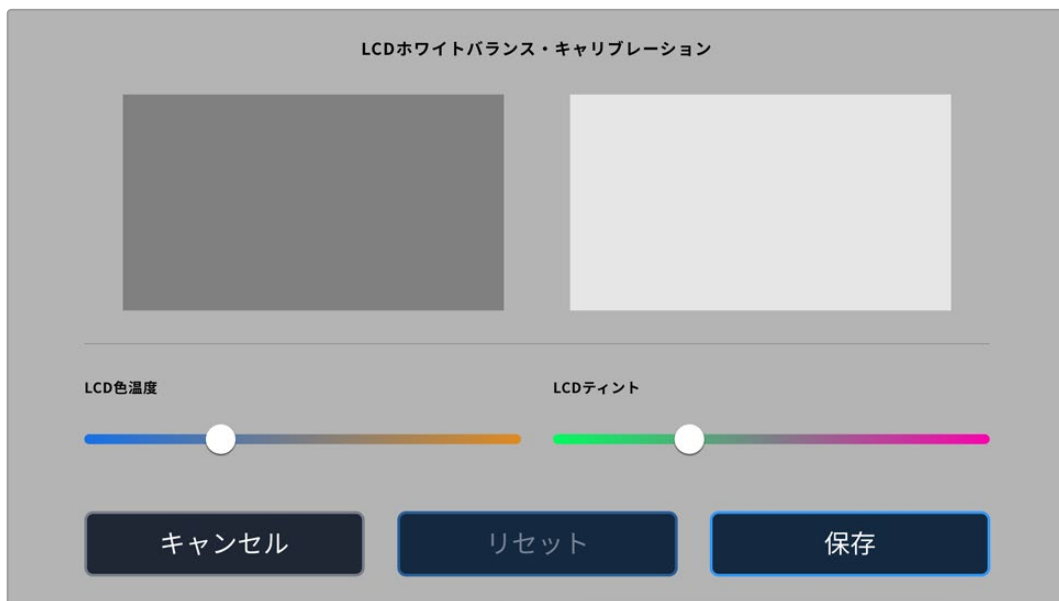 LCDホワイトバランス・キャリブレーション
LCD色温度
LCDティント
キャンセル
リセット
保存